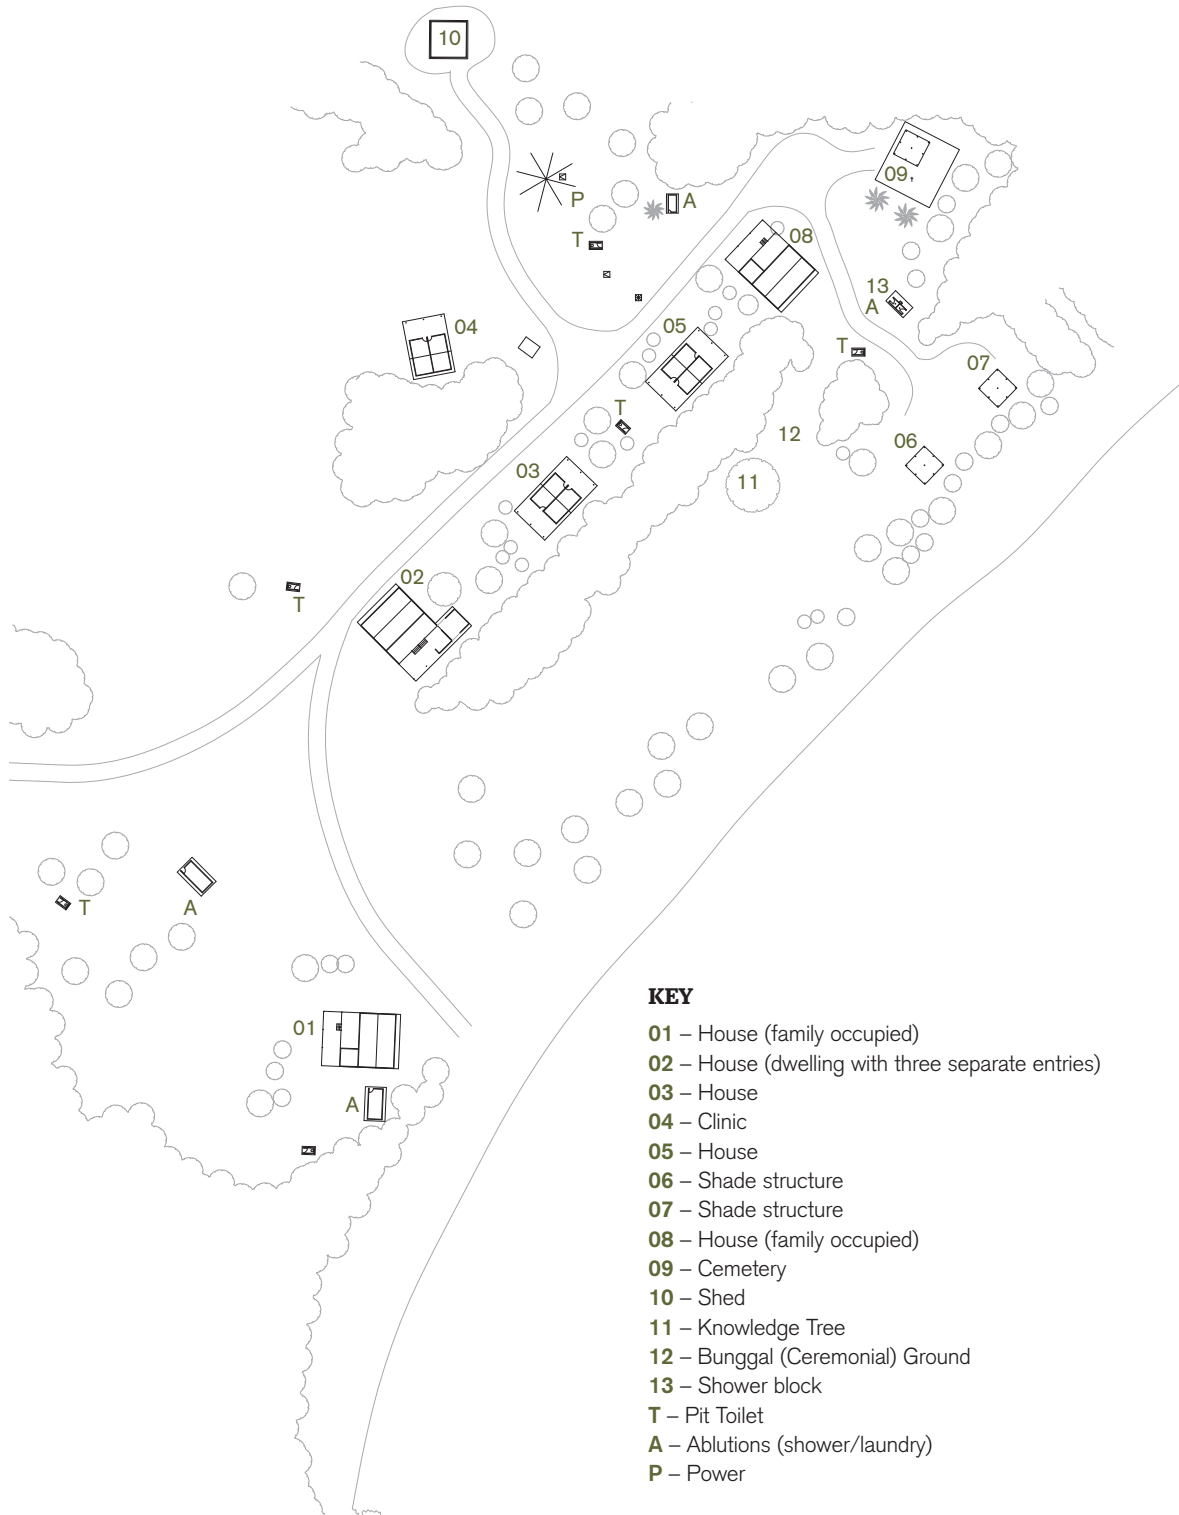 10
P
A
T
09
08
13
A
04
05
T
07
T
12
06
03
11
02
T
T
A
01
A
KEY
01 – House (family occupied)
02 – House (dwelling with three separate entries)
03 – House
04 – Clinic
05 – House
06 – Shade structure
07 – Shade structure
08 – House (family occupied)
09 – Cemetery
10 – Shed
11 – Knowledge Tree
12 – Bunggal (Ceremonial) Ground
13 – Shower block
T – Pit Toilet
A – Ablutions (shower/laundry)
P – Power